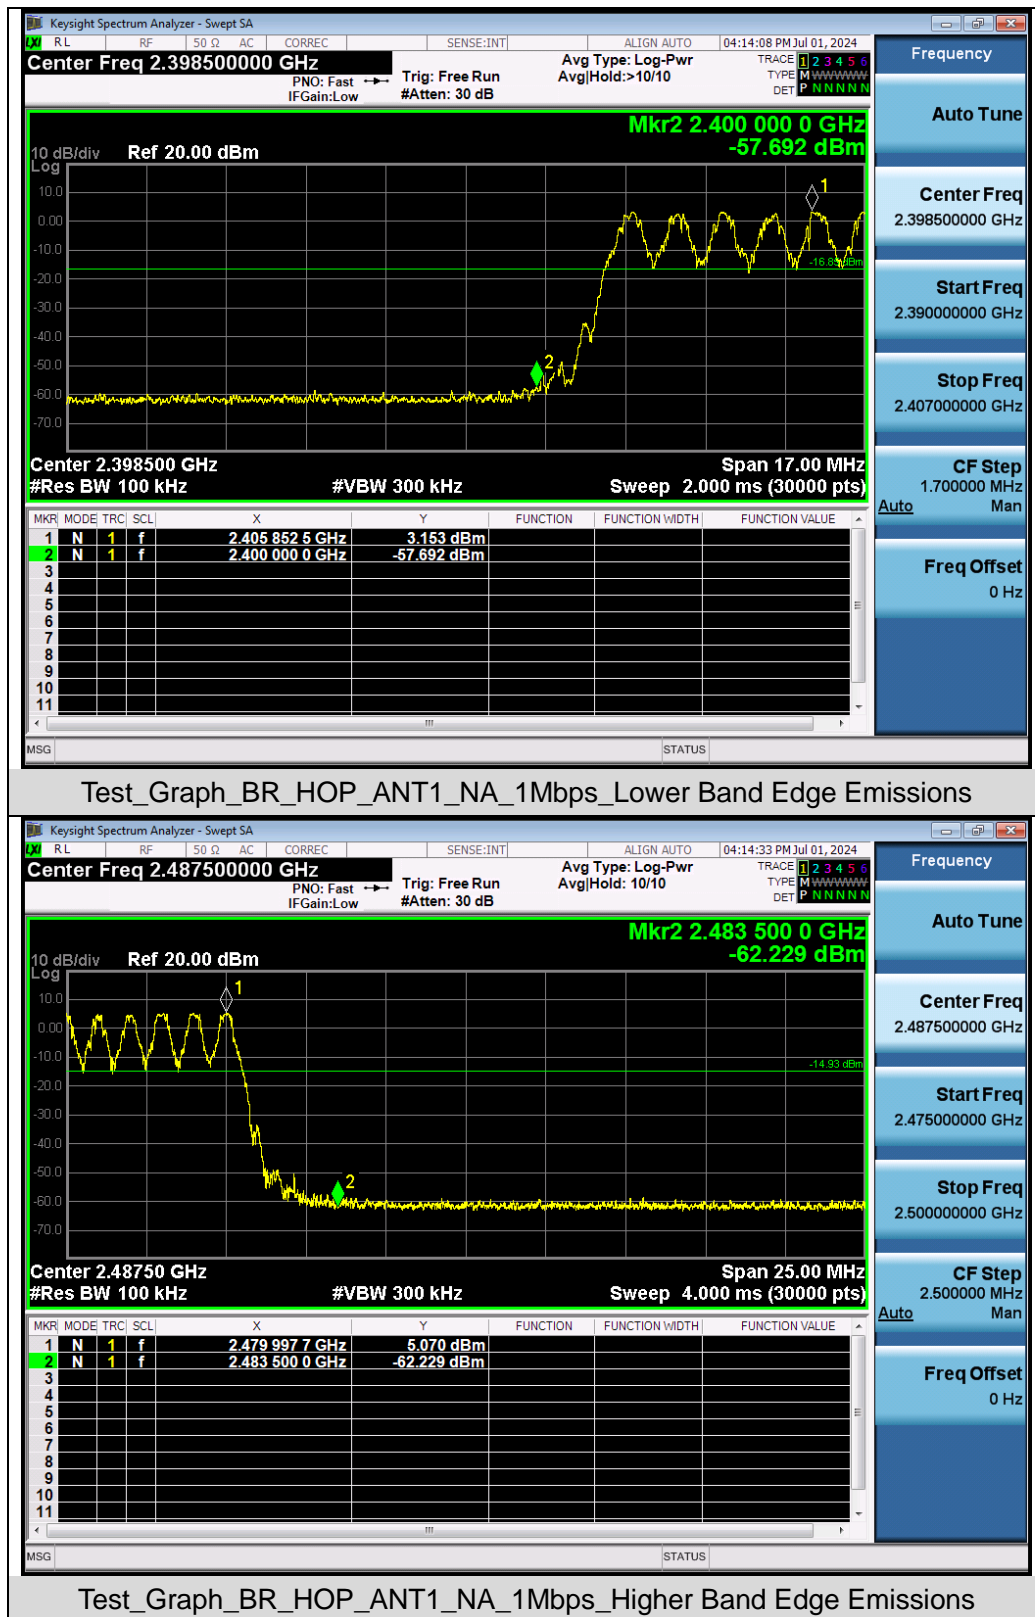 Keysight Spectrum Analyzer - Swept SA
LXI RL RF 50 Ω AC CORREC SENSE:INT ALIGN AUTO 04:14:08 PM Jul 01, 2024
Center Freq 2.398500000 GHz
PNO: Fast
IFGain:Low
Trig: Free Run
#Atten: 30 dB
Avg Type: Log-Pwr
Avg|Hold:>10/10
TRACE 1 2 3 4 5 6
TYPE M WWWWW
DET P N N N N N
Mkr2 2.400 000 0 GHz
-57.692 dBm
10 dB/div Ref 20.00 dBm
Log
10.0
0.00
-10.0
-16.85 dBm
-20.0
-30.0
-40.0
-50.0
-60.0
-70.0
1
2
Center 2.398500 GHz Span 17.00 MHz
#Res BW 100 kHz #VBW 300 kHz Sweep 2.000 ms (30000 pts)
MKR MODE TRC SCL X Y FUNCTION FUNCTION WIDTH FUNCTION VALUE
1 N 1 f 2.405 852 5 GHz 3.153 dBm
2 N 1 f 2.400 000 0 GHz -57.692 dBm
3
4
5
6
7
8
9
10
11
MSG STATUS
Frequency
Auto Tune
Center Freq
2.398500000 GHz
Start Freq
2.390000000 GHz
Stop Freq
2.407000000 GHz
CF Step
1.700000 MHz
Auto Man
Freq Offset
0 Hz
Test_Graph_BR_HOP_ANT1_NA_1Mbps_Lower Band Edge Emissions
Keysight Spectrum Analyzer - Swept SA
LXI RL RF 50 Ω AC CORREC SENSE:INT ALIGN AUTO 04:14:33 PM Jul 01, 2024
Center Freq 2.487500000 GHz
PNO: Fast
IFGain:Low
Trig: Free Run
#Atten: 30 dB
Avg Type: Log-Pwr
Avg|Hold: 10/10
TRACE 1 2 3 4 5 6
TYPE M WWWWW
DET P N N N N N
Mkr2 2.483 500 0 GHz
-62.229 dBm
10 dB/div Ref 20.00 dBm
Log
10.0
0.00
-10.0
-14.93 dBm
-20.0
-30.0
-40.0
-50.0
-60.0
-70.0
1
2
Center 2.48750 GHz Span 25.00 MHz
#Res BW 100 kHz #VBW 300 kHz Sweep 4.000 ms (30000 pts)
MKR MODE TRC SCL X Y FUNCTION FUNCTION WIDTH FUNCTION VALUE
1 N 1 f 2.479 997 7 GHz 5.070 dBm
2 N 1 f 2.483 500 0 GHz -62.229 dBm
3
4
5
6
7
8
9
10
11
MSG STATUS
Frequency
Auto Tune
Center Freq
2.487500000 GHz
Start Freq
2.475000000 GHz
Stop Freq
2.500000000 GHz
CF Step
2.500000 MHz
Auto Man
Freq Offset
0 Hz
Test_Graph_BR_HOP_ANT1_NA_1Mbps_Higher Band Edge Emissions